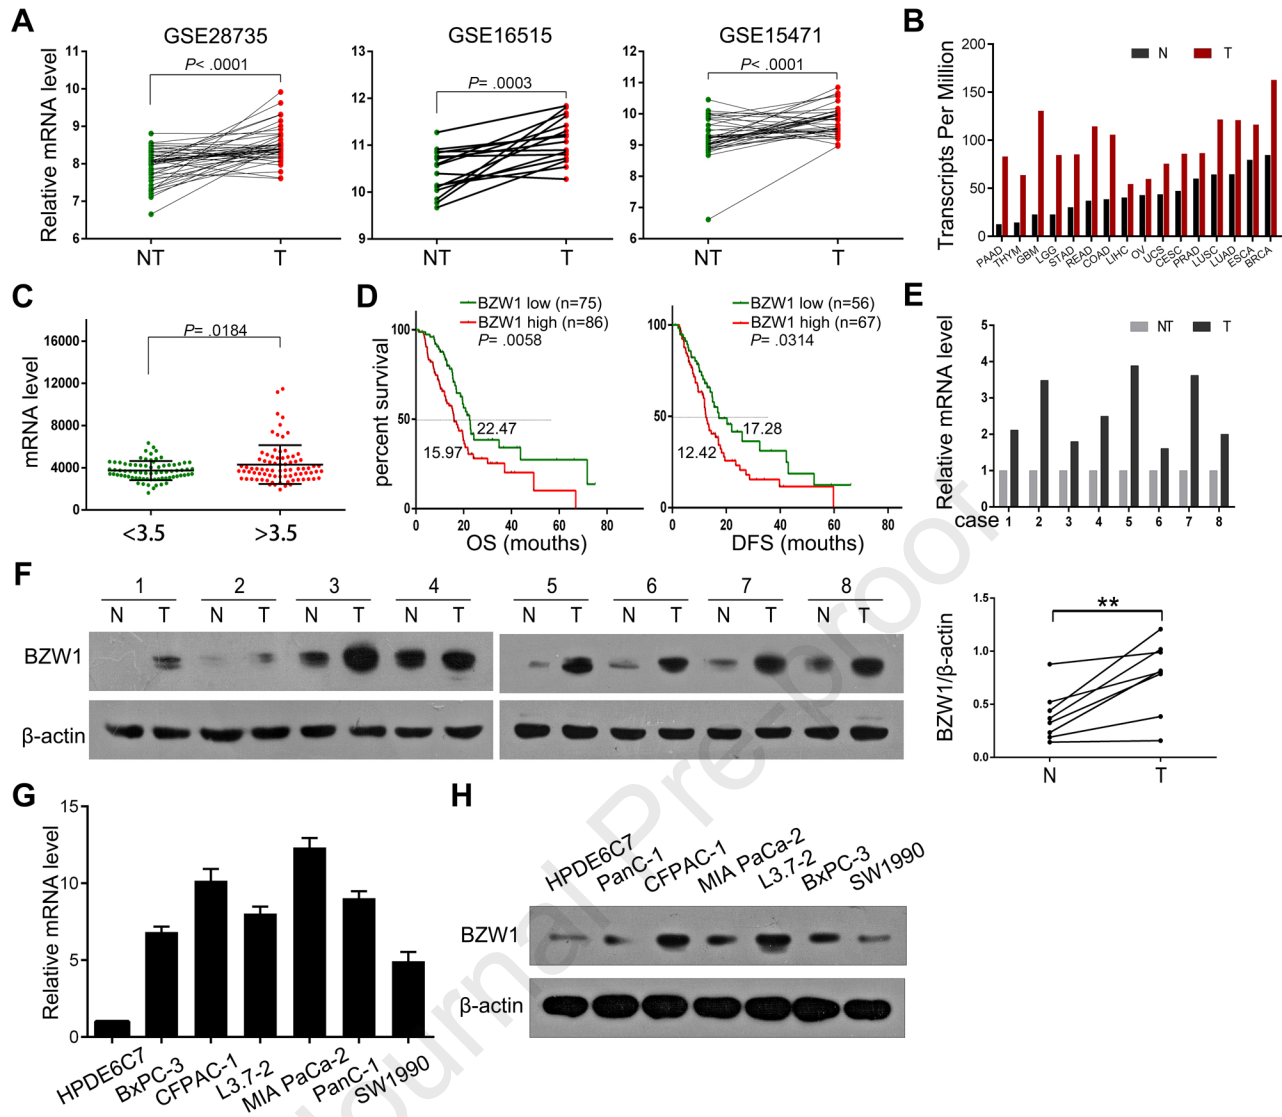 A
GSE28735
GSE16515
GSE15471
Relative mRNA level
11
10
9
8
7
6
P< .0001
NT
T
13
12
11
10
9
P= .0003
NT
T
12
11
10
9
8
7
6
P< .0001
NT
T
B
Transcripts Per Million
200
150
100
50
0
N
T
PAAD
THYM
GBM
LGG
STAD
READ
COAD
LIHC
OV
UCS
CESC
PRAD
LUSC
LUAD
ESCA
BRCA
C
mRNA level
16000
12000
8000
4000
0
P= .0184
<3.5
>3.5
D
percent survival
100
50
0
BZW1 low (n=75)
BZW1 high (n=86)
P= .0058
22.47
15.97
0 20 40 60 80
OS (mouths)
100
50
0
BZW1 low (n=56)
BZW1 high (n=67)
P= .0314
17.28
12.42
0 20 40 60 80
DFS (mouths)
E
Relative mRNA level
5
4
3
2
1
0
NT
T
case 1 2 3 4 5 6 7 8
F
1 2 3 4 5 6 7 8
N T N T N T N T N T N T N T N T
BZW1
β-actin
BZW1/β-actin
1.5
1.0
0.5
0.0
**
N
T
G
Relative mRNA level
15
10
5
0
HPDE6C7
BxPC-3
CFPAC-1
L3.7-2
MIA PaCa-2
PanC-1
SW1990
H
HPDE6C7
PanC-1
CFPAC-1
MIA PaCa-2
L3.7-2
BxPC-3
SW1990
BZW1
β-actin
Journal Pre-proof